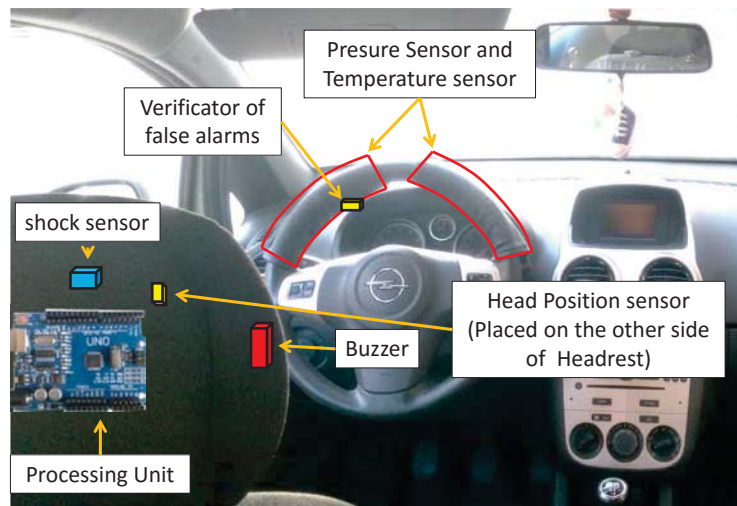 Presure Sensor and
Temperature sensor
Verificator of
false alarms
shock sensor
UNO
Head Position sensor
(Placed on the other side
of Headrest)
Buzzer
Processing Unit